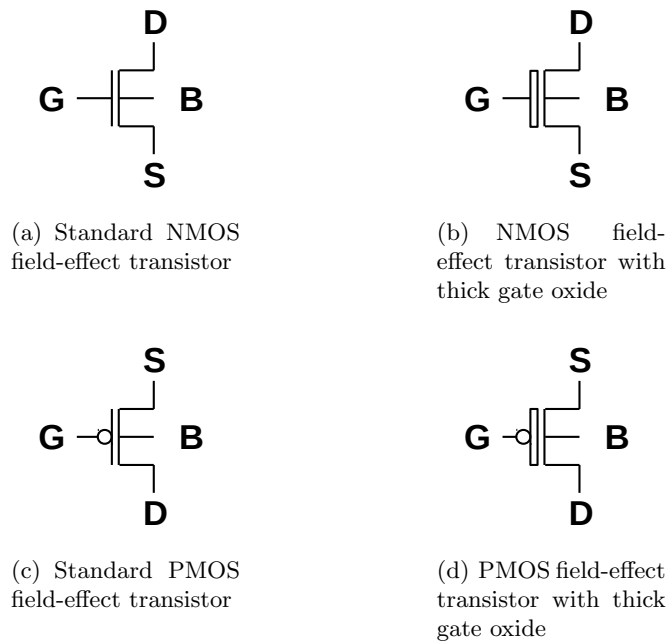 D
G
B
S
(a) Standard NMOS
field-effect transistor
D
G
B
S
(b) NMOS field-
effect transistor with
thick gate oxide
S
G
B
D
(c) Standard PMOS
field-effect transistor
S
G
B
D
(d) PMOS field-effect
transistor with thick
gate oxide